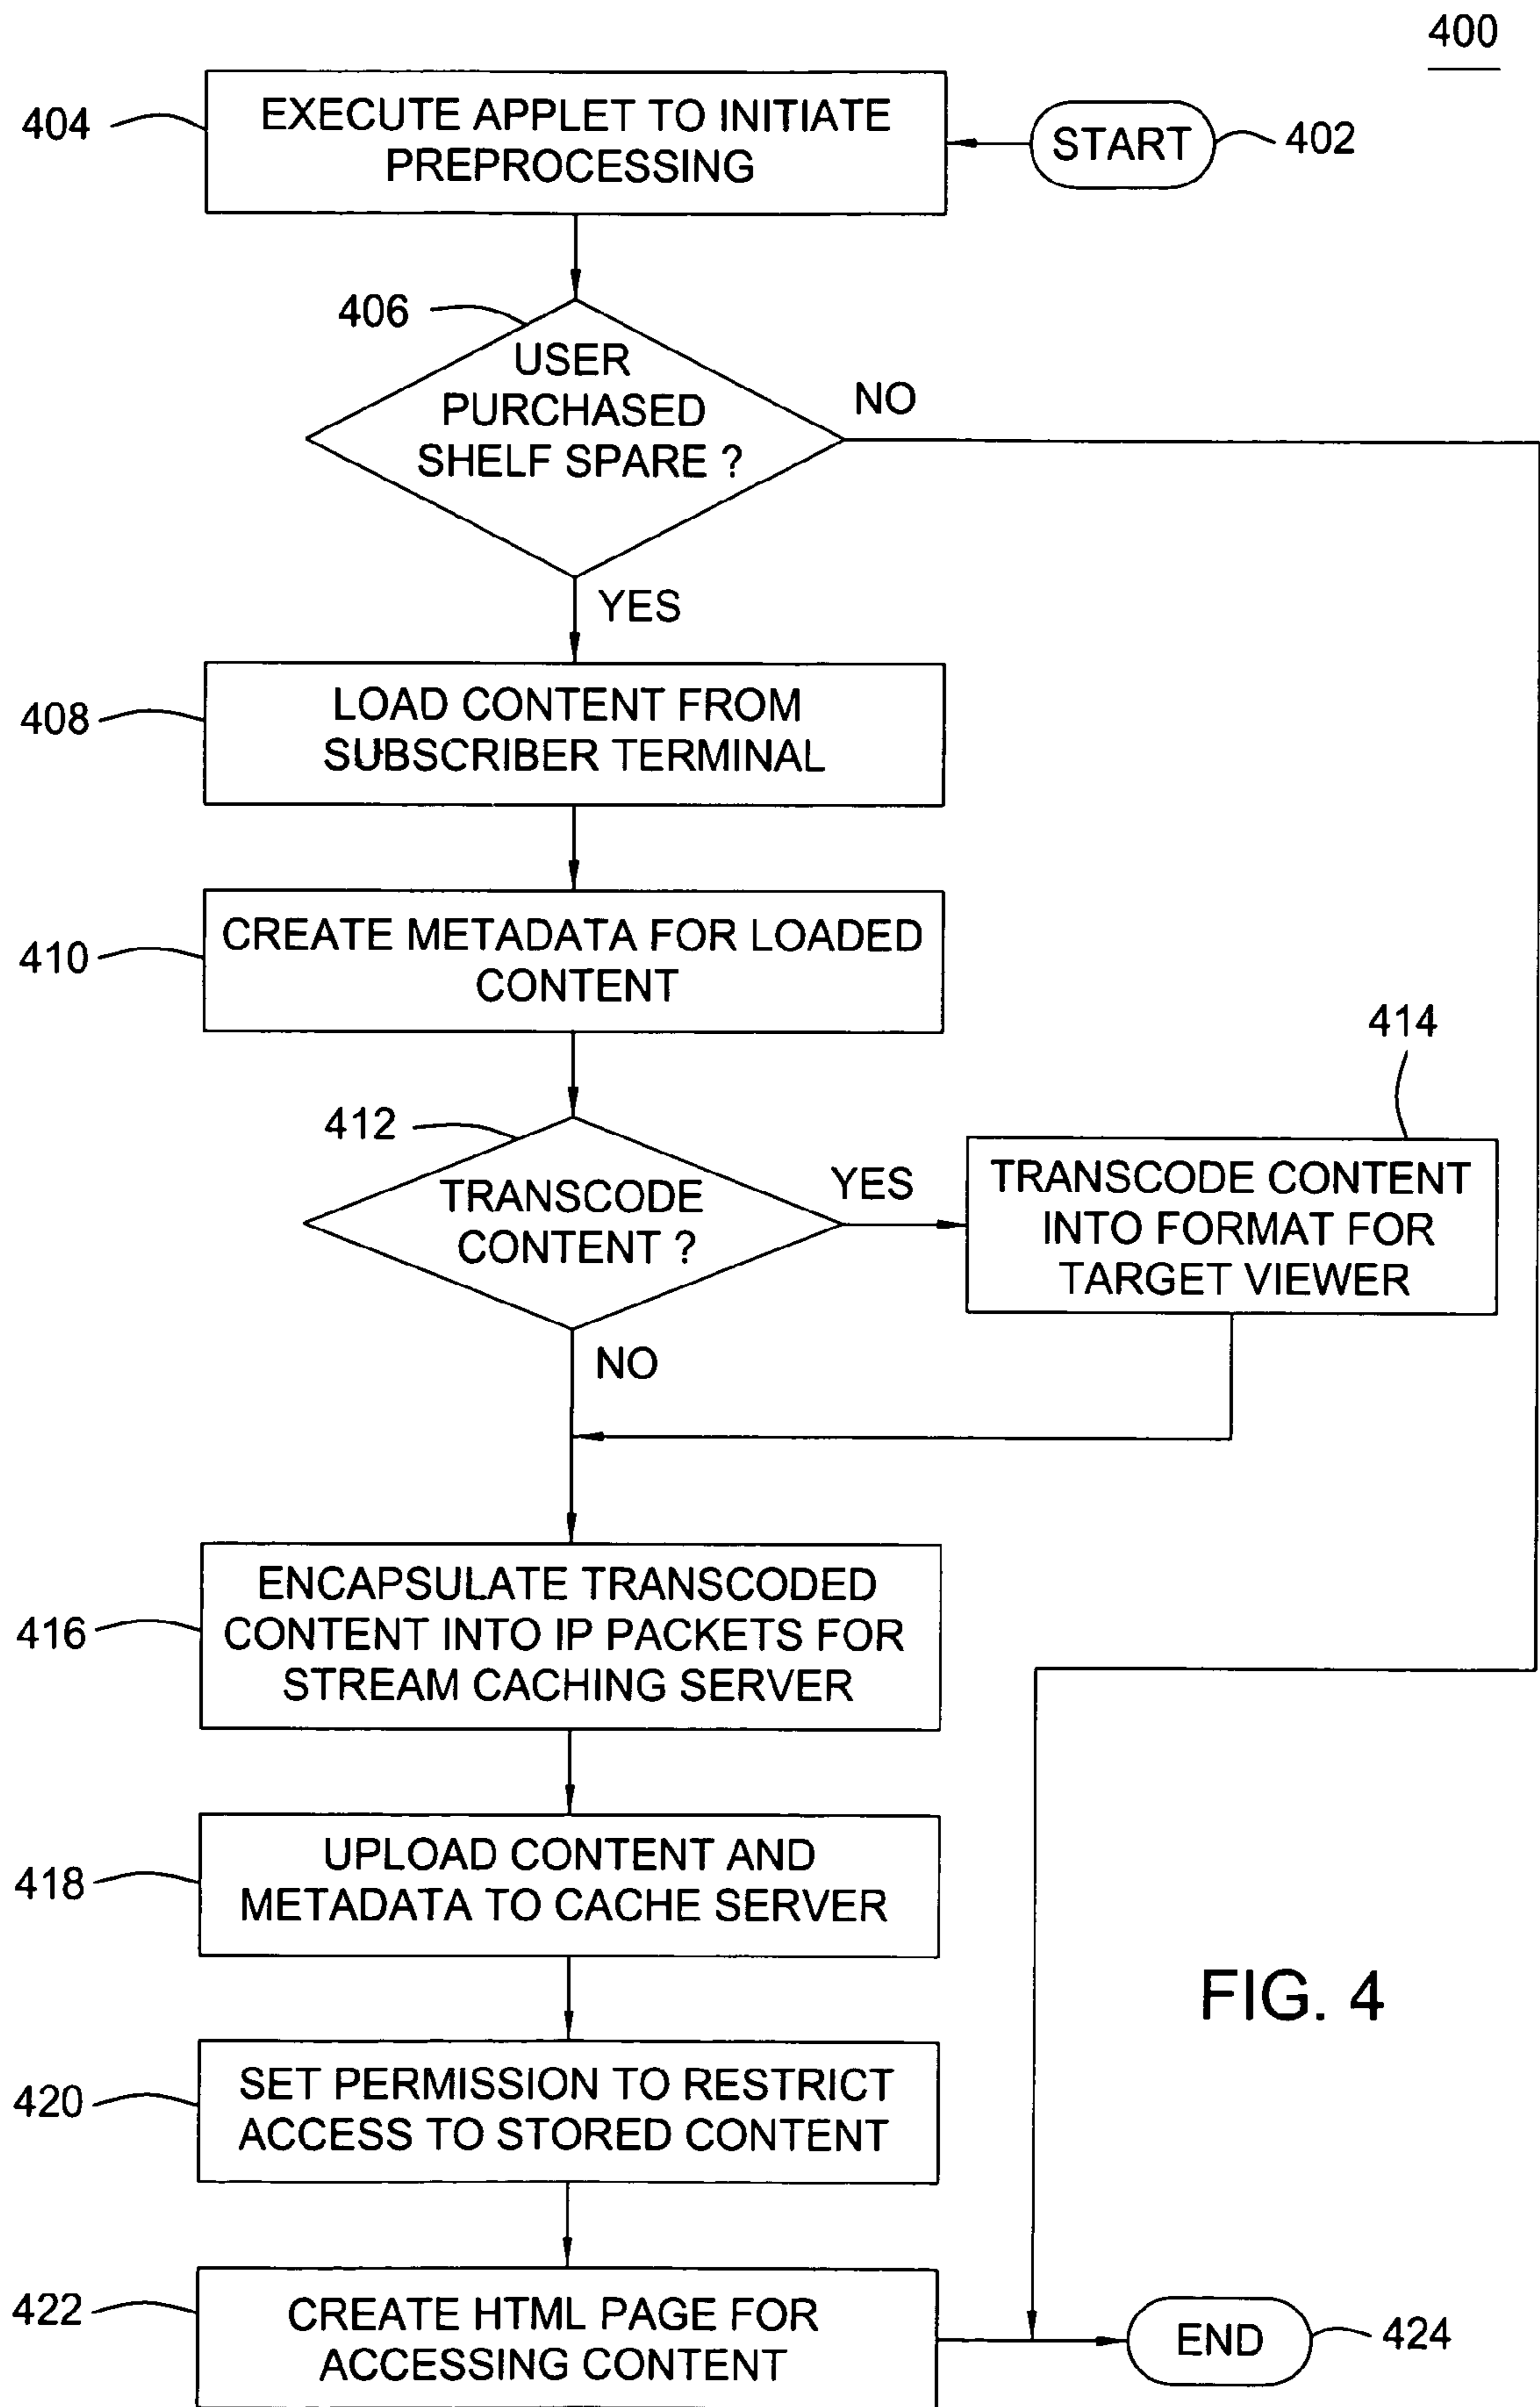 400
404
EXECUTE APPLET TO INITIATE
PREPROCESSING
START
402
406
USER
PURCHASED
SHELF SPARE ?
NO
YES
408
LOAD CONTENT FROM
SUBSCRIBER TERMINAL
410
CREATE METADATA FOR LOADED
CONTENT
412
TRANSCODE
CONTENT ?
YES
414
TRANSCODE CONTENT
INTO FORMAT FOR
TARGET VIEWER
NO
416
ENCAPSULATE TRANSCODED
CONTENT INTO IP PACKETS FOR
STREAM CACHING SERVER
418
UPLOAD CONTENT AND
METADATA TO CACHE SERVER
FIG. 4
420
SET PERMISSION TO RESTRICT
ACCESS TO STORED CONTENT
422
CREATE HTML PAGE FOR
ACCESSING CONTENT
END
424